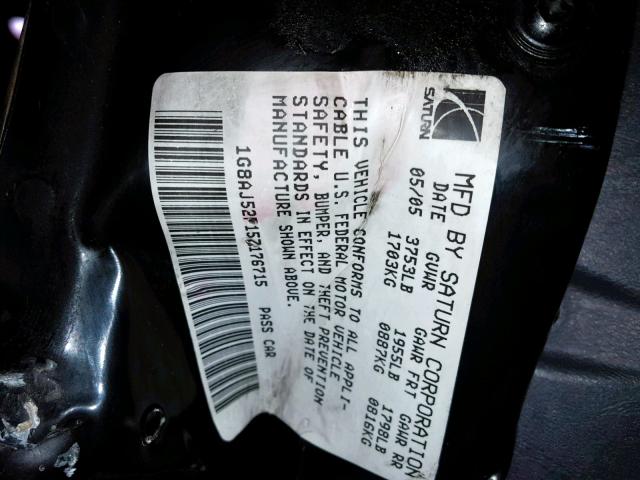 SATURN
MFD BY SATURN CORPORATION
DATE GVWR GAWR FRT GAWR RR
05/05 3753LB 1955LB 1798LB
1703KG 0887KG 0816KG
THIS VEHICLE CONFORMS TO ALL APPLI-
CABLE U.S. FEDERAL MOTOR VEHICLE
SAFETY, BUMPER, AND THEFT PREVENTION
STANDARDS IN EFFECT ON THE DATE OF
MANUFACTURE SHOWN ABOVE.
1G8AJ52F15Z176715 PASS CAR